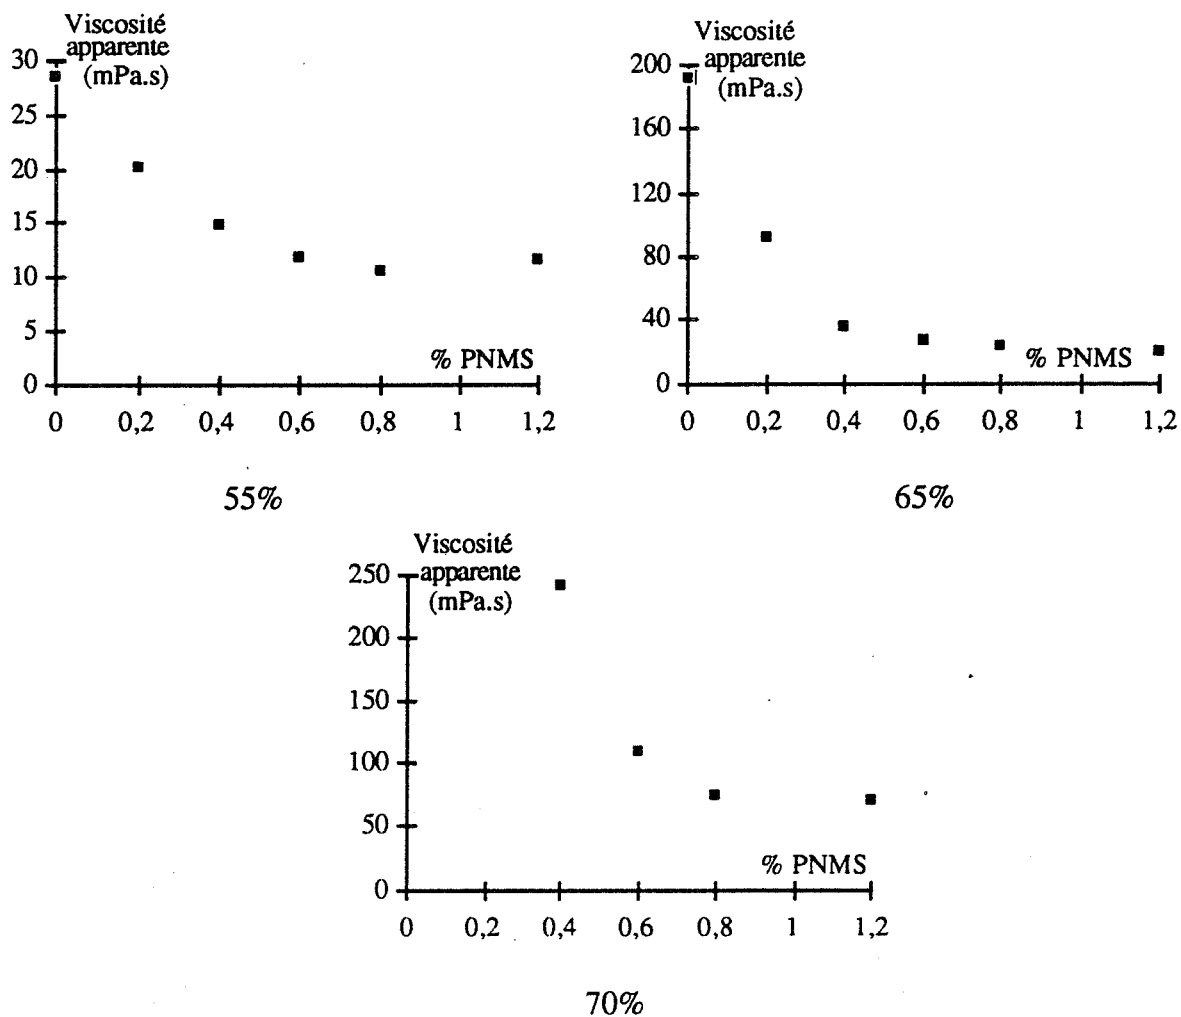 Viscosité
apparente
(mPa.s)
30
25
20
15
10
5
0
% PNMS
0 0,2 0,4 0,6 0,8 1 1,2
55%
Viscosité
apparente
(mPa.s)
200
160
120
80
40
0
% PNMS
0 0,2 0,4 0,6 0,8 1 1,2
65%
Viscosité
apparente
(mPa.s)
250
200
150
100
50
0
% PNMS
0 0,2 0,4 0,6 0,8 1 1,2
70%